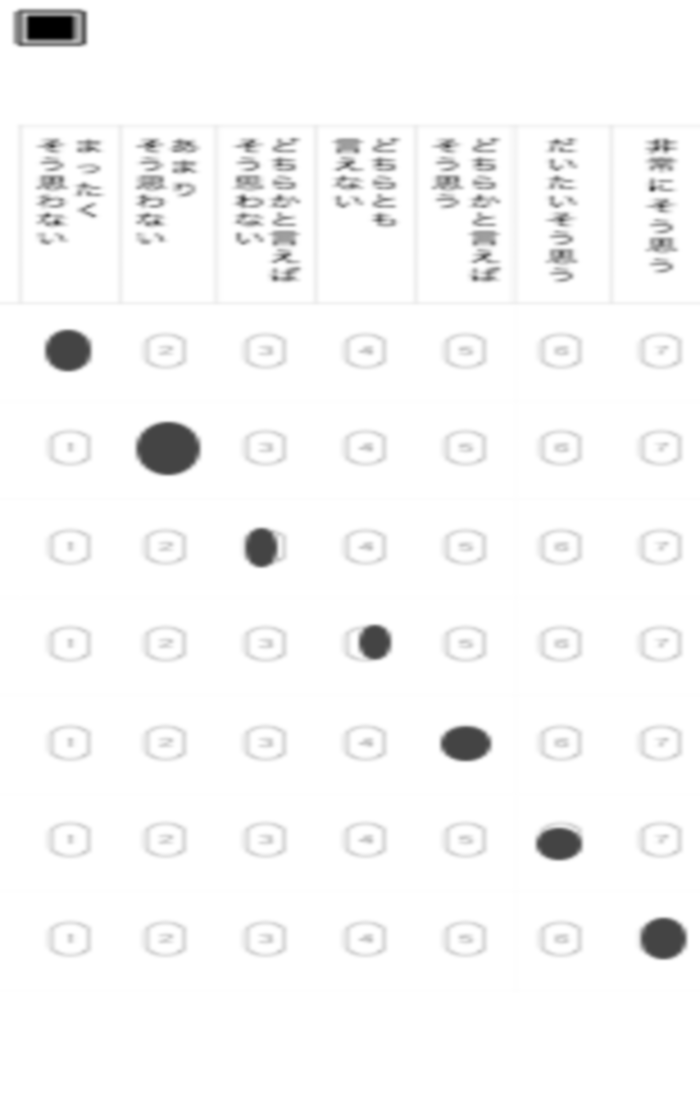 まったく
そう思わない
あまり
そう思わない
どちらかと言えば
そう思わない
どちらとも
言えない
どちらかと言えば
そう思う
だいたいそう思う
非常にそう思う
2 3 4 5 6 7
1 3 4 5 6 7
1 2 4 5 6 7
1 2 3 5 6 7
1 2 3 4 6 7
1 2 3 4 5 7
1 2 3 4 5 6